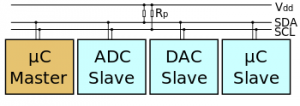 Vdd
Rp
SDA
SCL
µC
Master
ADC
Slave
DAC
Slave
µC
Slave